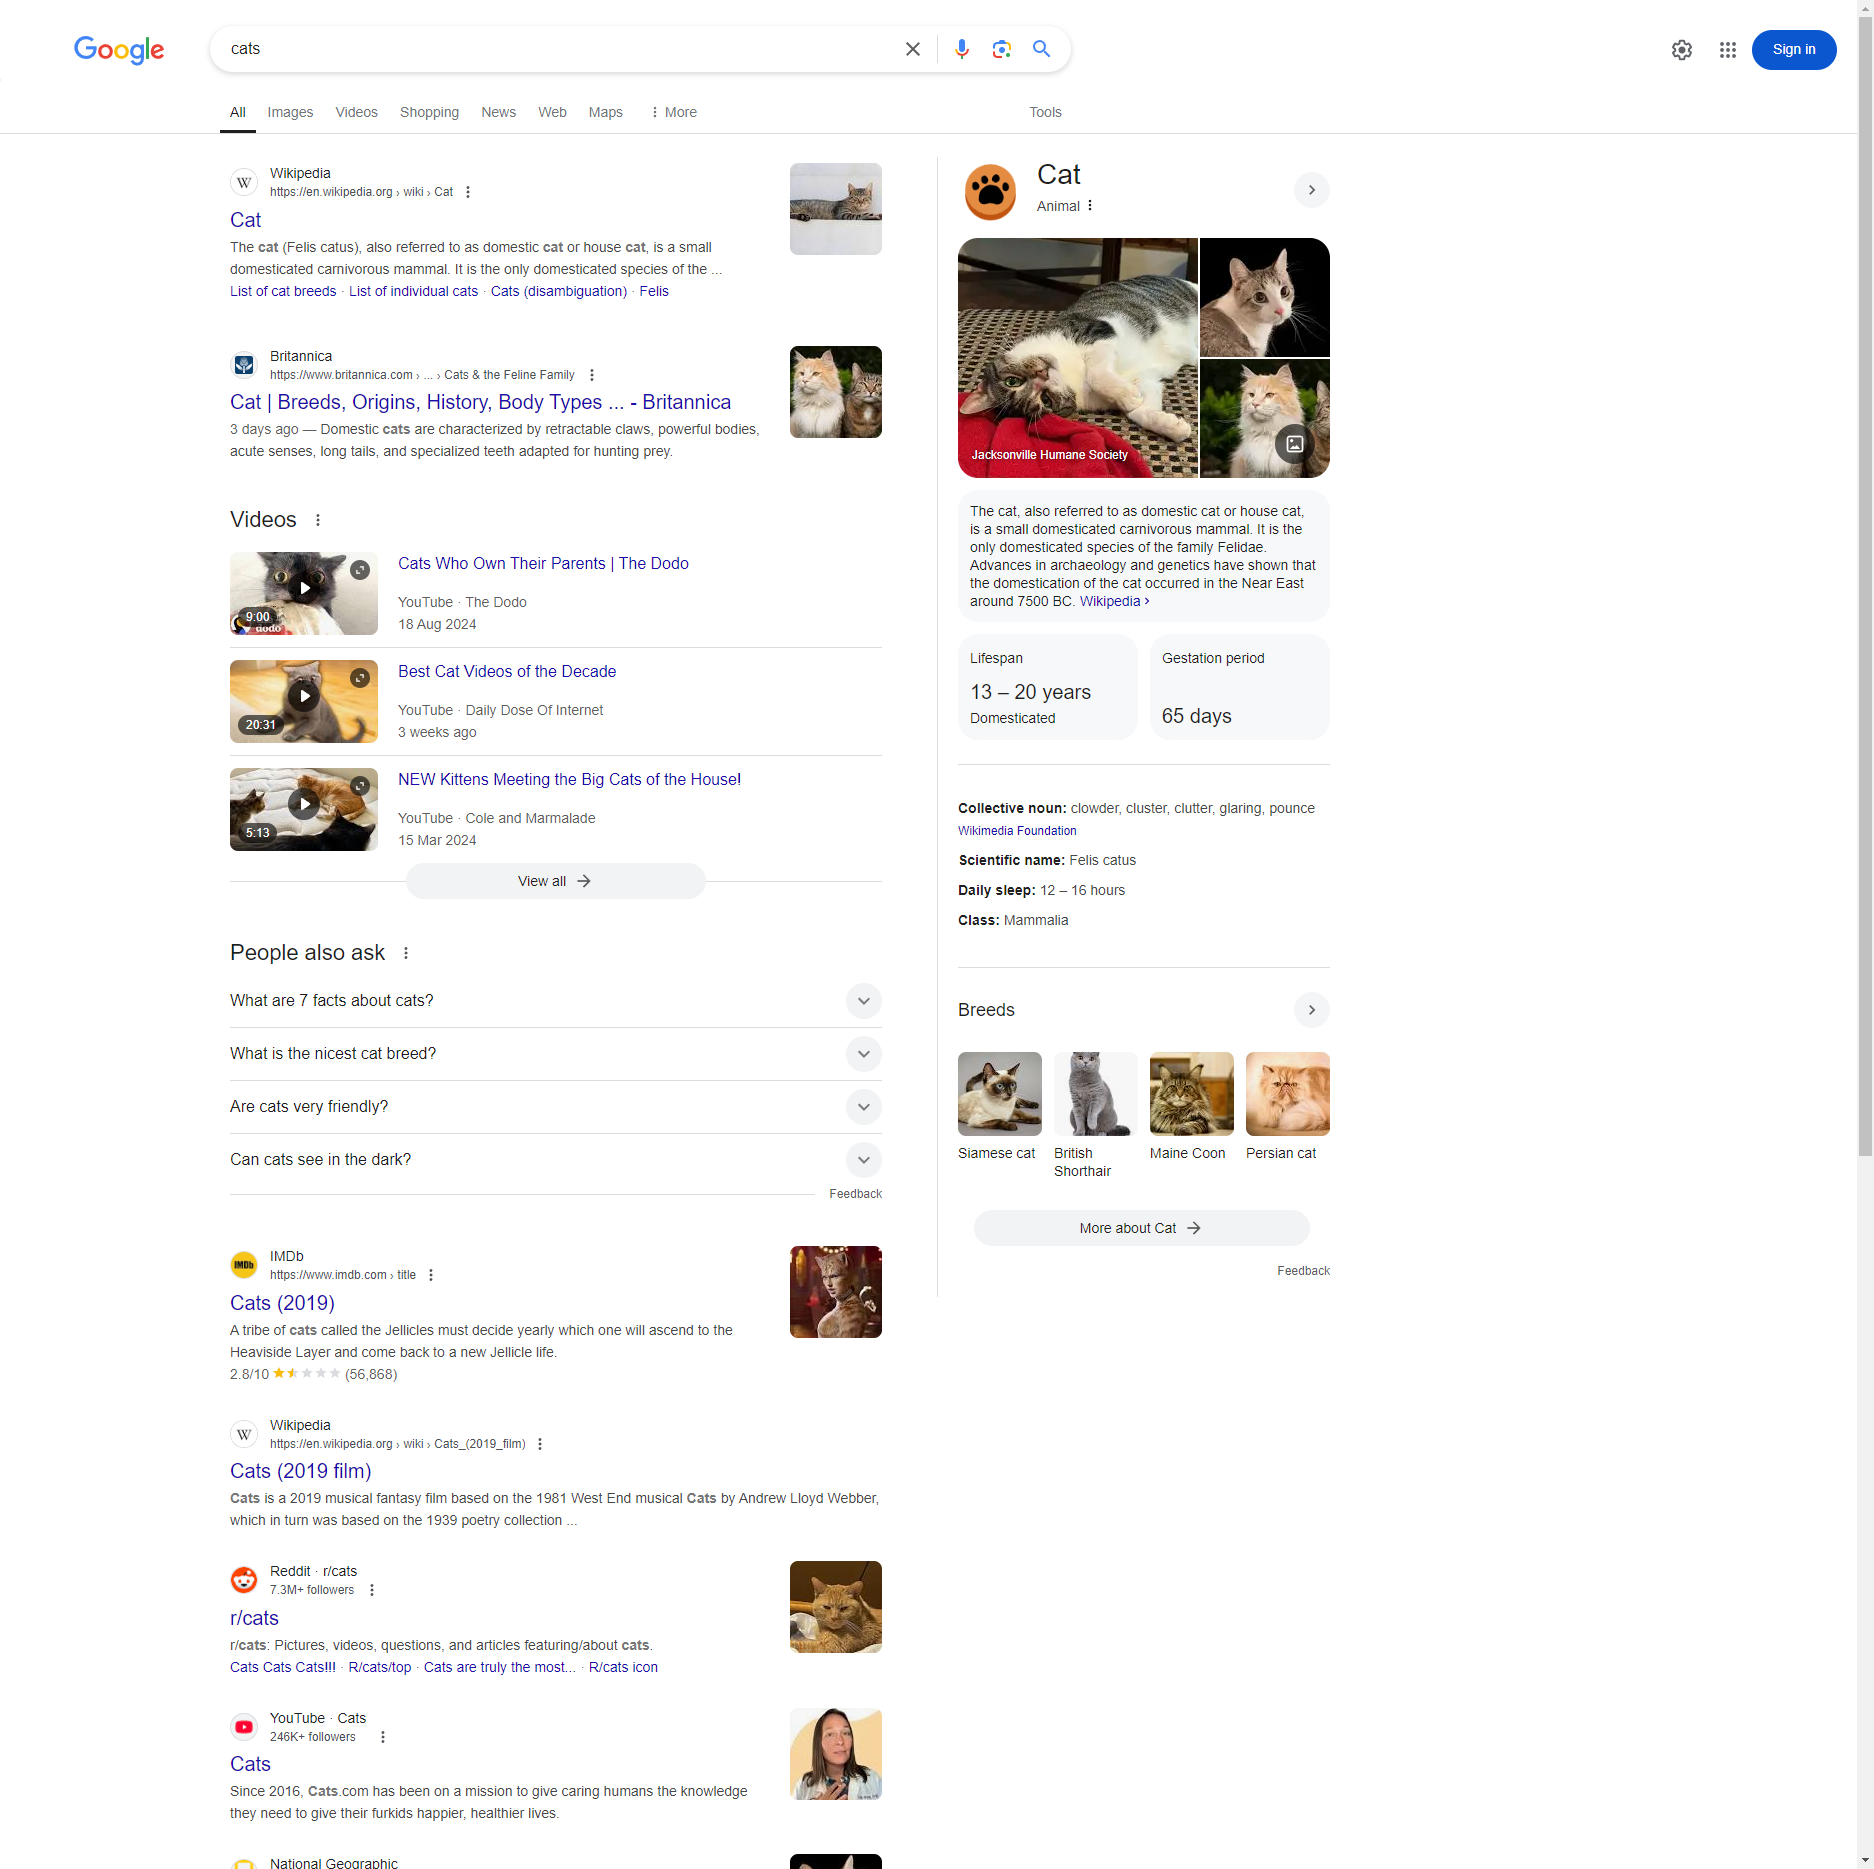 Google
cats
Sign in
All
Images
Videos
Shopping
News
Web
Maps
More
Tools
Wikipedia
https://en.wikipedia.org › wiki › Cat
Cat
The cat (Felis catus), also referred to as domestic cat or house cat, is a small
domesticated carnivorous mammal. It is the only domesticated species of the ...
List of cat breeds · List of individual cats · Cats (disambiguation) · Felis
Britannica
https://www.britannica.com › ... › Cats & the Feline Family
Cat | Breeds, Origins, History, Body Types ... - Britannica
3 days ago — Domestic cats are characterized by retractable claws, powerful bodies,
acute senses, long tails, and specialized teeth adapted for hunting prey.
Videos
Cats Who Own Their Parents | The Dodo
YouTube · The Dodo
18 Aug 2024
9:00
dodo
Best Cat Videos of the Decade
YouTube · Daily Dose Of Internet
3 weeks ago
20:31
NEW Kittens Meeting the Big Cats of the House!
YouTube · Cole and Marmalade
15 Mar 2024
5:13
View all
People also ask
What are 7 facts about cats?
What is the nicest cat breed?
Are cats very friendly?
Can cats see in the dark?
Feedback
IMDb
IMDb
https://www.imdb.com › title
Cats (2019)
A tribe of cats called the Jellicles must decide yearly which one will ascend to the
Heaviside Layer and come back to a new Jellicle life.
2.8/10 (56,868)
W
Wikipedia
https://en.wikipedia.org › wiki › Cats_(2019_film)
Cats (2019 film)
Cats is a 2019 musical fantasy film based on the 1981 West End musical Cats by Andrew Lloyd Webber,
which in turn was based on the 1939 poetry collection ...
Reddit · r/cats
7.3M+ followers
r/cats
r/cats: Pictures, videos, questions, and articles featuring/about cats.
Cats Cats Cats!!! · R/cats/top · Cats are truly the most... · R/cats icon
YouTube · Cats
246K+ followers
Cats
Since 2016, Cats.com has been on a mission to give caring humans the knowledge
they need to give their furkids happier, healthier lives.
National Geographic
Cat
Animal
Jacksonville Humane Society
The cat, also referred to as domestic cat or house cat,
is a small domesticated carnivorous mammal. It is the
only domesticated species of the family Felidae.
Advances in archaeology and genetics have shown that
the domestication of the cat occurred in the Near East
around 7500 BC. Wikipedia ›
Lifespan
13 – 20 years
Domesticated
Gestation period
65 days
Collective noun: clowder, cluster, clutter, glaring, pounce
Wikimedia Foundation
Scientific name: Felis catus
Daily sleep: 12 – 16 hours
Class: Mammalia
Breeds
Siamese cat
British
Shorthair
Maine Coon
Persian cat
More about Cat
Feedback